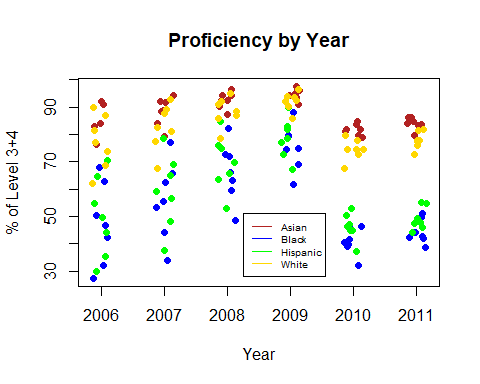 Proficiency by Year
% of Level 3+4
90
70
50
30
Asian
Black
Hispanic
White
2006 2007 2008 2009 2010 2011
Year